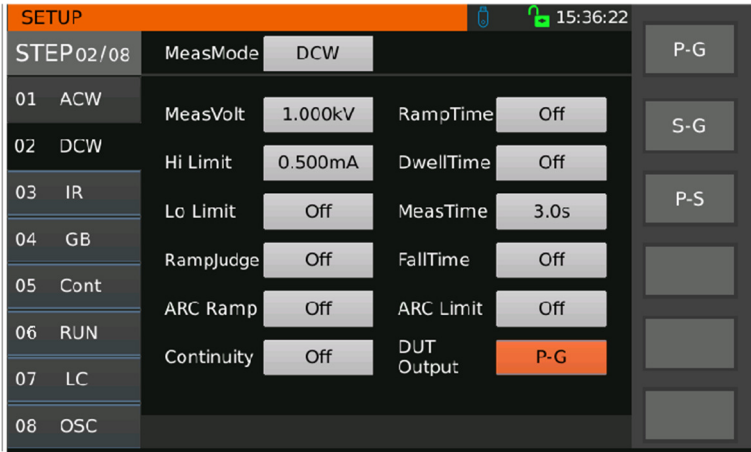 SETUP 15:36:22
STEP02/08 MeasMode DCW P-G
01 ACW
MeasVolt 1.000kV RampTime Off S-G
02 DCW
Hi Limit 0.500mA DwellTime Off
03 IR P-S
Lo Limit Off MeasTime 3.0s
04 GB
RampJudge Off FallTime Off
05 Cont
ARC Ramp Off ARC Limit Off
06 RUN
Continuity Off DUT Output P-G
07 LC
08 OSC